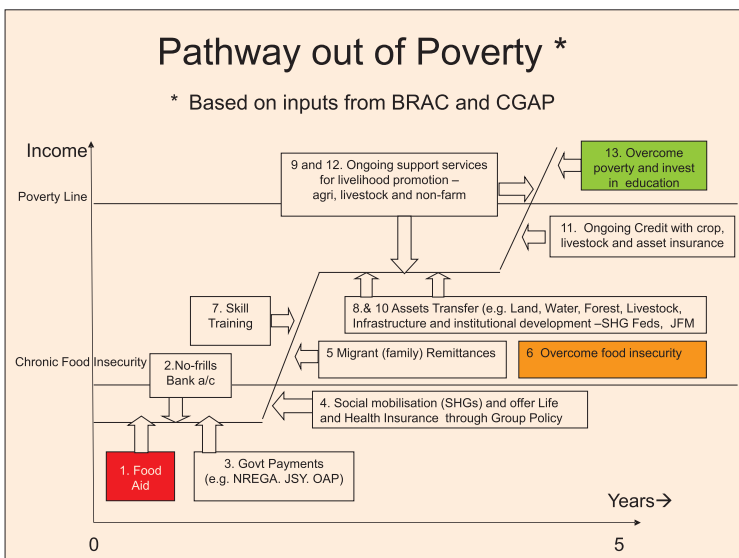 Pathway out of Poverty *
* Based on inputs from BRAC and CGAP
Income
Poverty Line
9 and 12. Ongoing support services
for livelihood promotion –
agri, livestock and non-farm
13. Overcome
poverty and invest
in education
11. Ongoing Credit with crop,
livestock and asset insurance
7. Skill
Training
8.& 10 Assets Transfer (e.g. Land, Water, Forest, Livestock,
Infrastructure and institutional development –SHG Feds, JFM
Chronic Food Insecurity
2.No-frills
Bank a/c
5 Migrant (family) Remittances
6 Overcome food insecurity
4. Social mobilisation (SHGs) and offer Life
and Health Insurance through Group Policy
1. Food
Aid
3. Govt Payments
(e.g. NREGA. JSY. OAP)
Years→
0
5